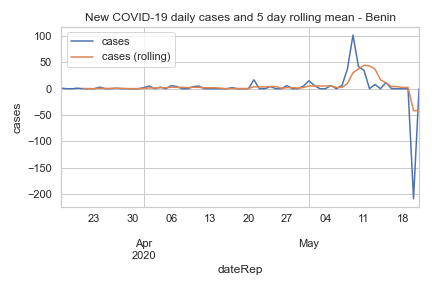 New COVID-19 daily cases and 5 day rolling mean - Benin
cases
cases (rolling)
100
50
0
−50
−100
−150
−200
cases
23 30 06 13 20 27 04 11 18
Apr May
2020
dateRep